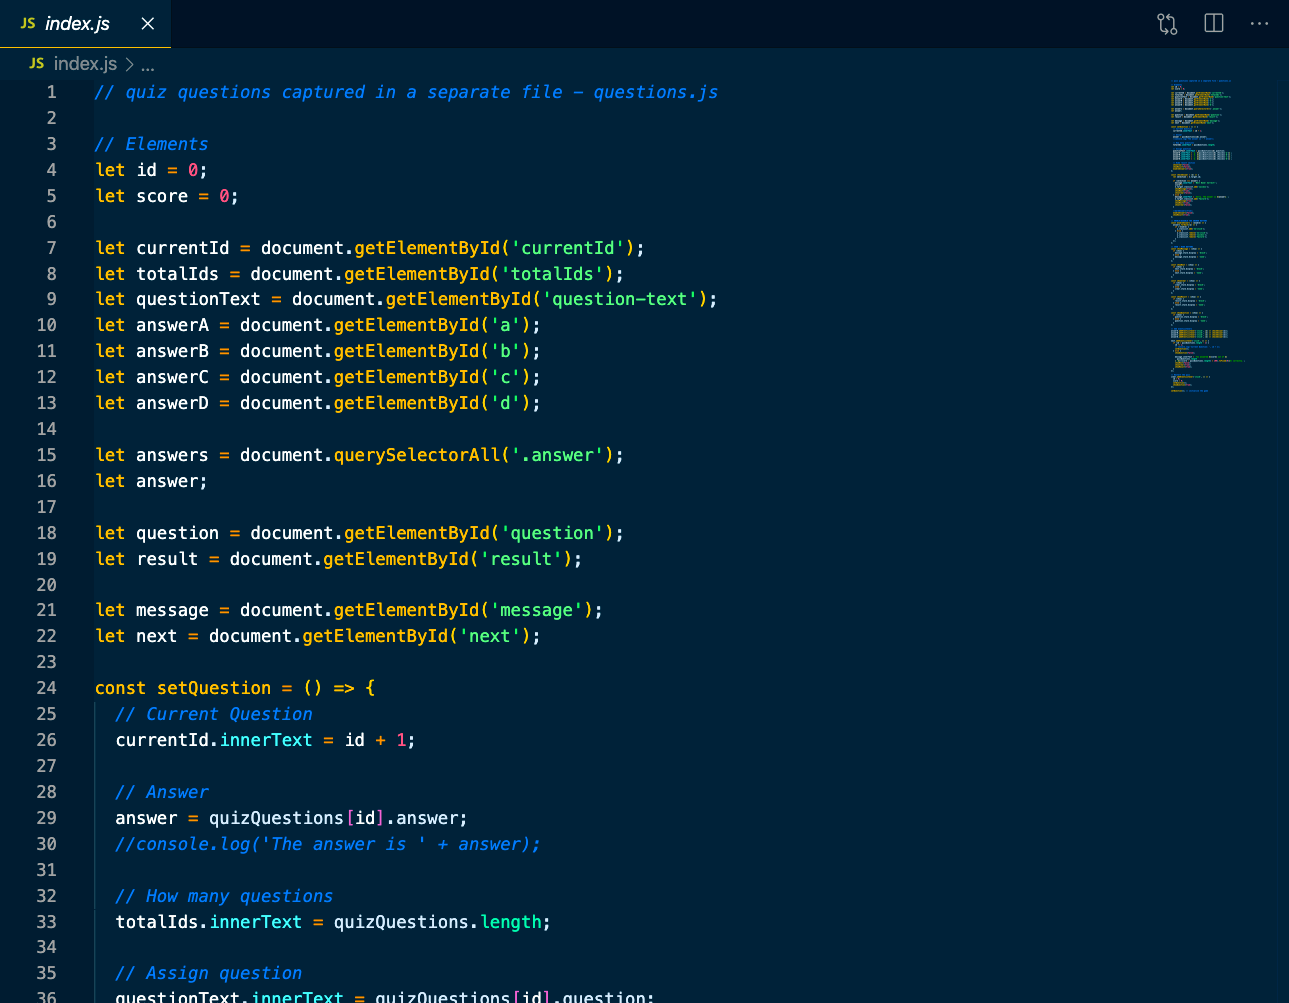 JS index.js
JS index.js > ...
1 // quiz questions captured in a separate file - questions.js
2
3 // Elements
4 let id = 0;
5 let score = 0;
6
7 let currentId = document.getElementById('currentId');
8 let totalIds = document.getElementById('totalIds');
9 let questionText = document.getElementById('question-text');
10 let answerA = document.getElementById('a');
11 let answerB = document.getElementById('b');
12 let answerC = document.getElementById('c');
13 let answerD = document.getElementById('d');
14
15 let answers = document.querySelectorAll('.answer');
16 let answer;
17
18 let question = document.getElementById('question');
19 let result = document.getElementById('result');
20
21 let message = document.getElementById('message');
22 let next = document.getElementById('next');
23
24 const setQuestion = () => {
25 // Current Question
26 currentId.innerText = id + 1;
27
28 // Answer
29 answer = quizQuestions[id].answer;
30 //console.log('The answer is ' + answer);
31
32 // How many questions
33 totalIds.innerText = quizQuestions.length;
34
35 // Assign question
36 questionText.innerText = quizQuestions[id].question;